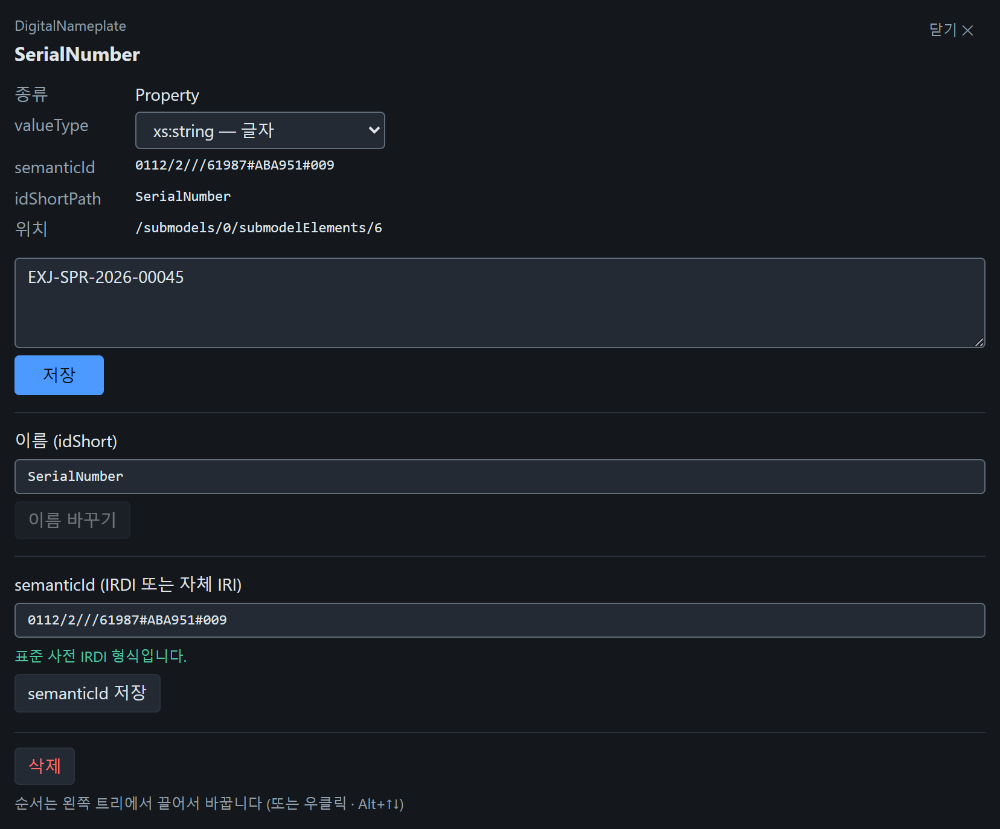 DigitalNameplate
닫기 ×
SerialNumber
종류 Property
valueType xs:string — 글자
semanticId 0112/2///61987#ABA951#009
idShortPath SerialNumber
위치 /submodels/0/submodelElements/6
EXJ-SPR-2026-00045
저장
이름 (idShort)
SerialNumber
이름 바꾸기
semanticId (IRDI 또는 자체 IRI)
0112/2///61987#ABA951#009
표준 사전 IRDI 형식입니다.
semanticId 저장
삭제
순서는 왼쪽 트리에서 끌어서 바꿉니다 (또는 우클릭 · Alt+↑↓)